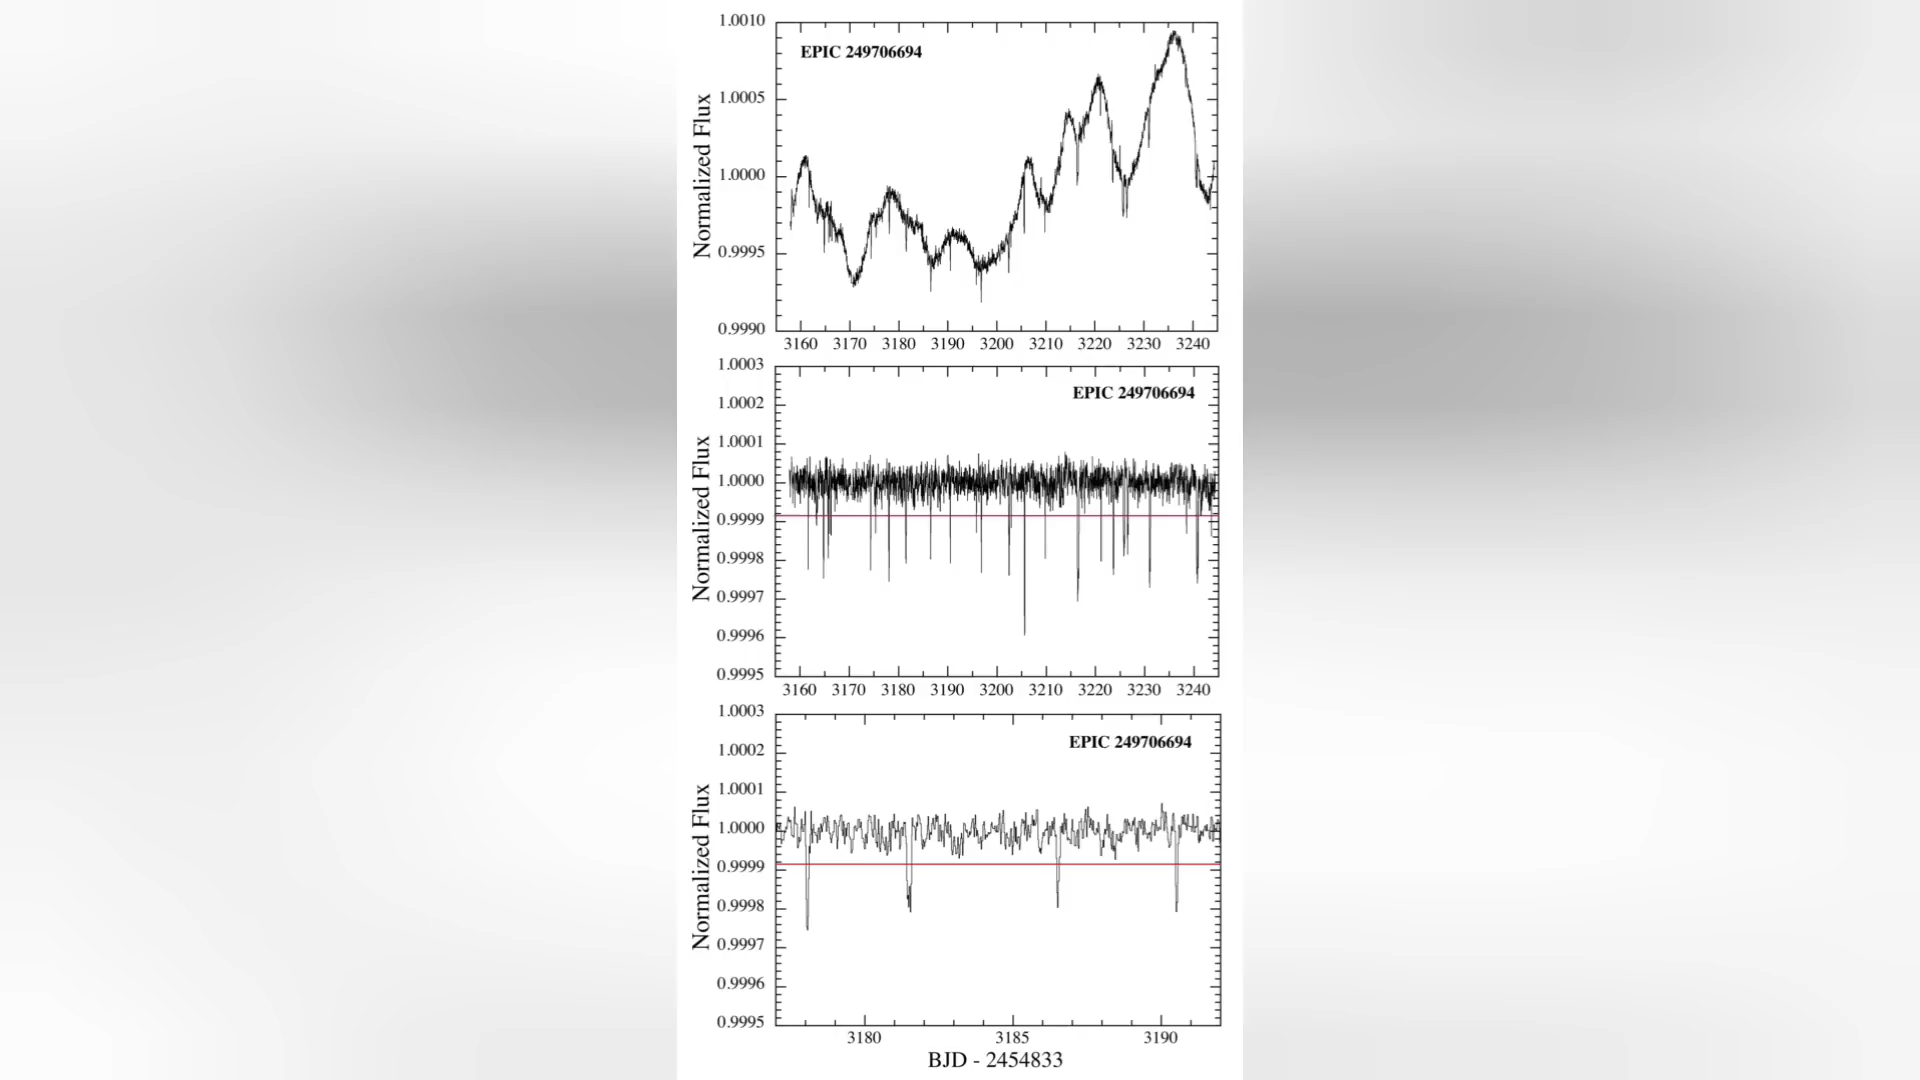 1.0010
EPIC 249706694
1.0005
1.0000
0.9995
0.9990
Normalized Flux
3160 3170 3180 3190 3200 3210 3220 3230 3240
1.0003
EPIC 249706694
1.0002
1.0001
1.0000
0.9999
0.9998
0.9997
0.9996
0.9995
Normalized Flux
3160 3170 3180 3190 3200 3210 3220 3230 3240
1.0003
EPIC 249706694
1.0002
1.0001
1.0000
0.9999
0.9998
0.9997
0.9996
0.9995
Normalized Flux
3180 3185 3190
BJD - 2454833